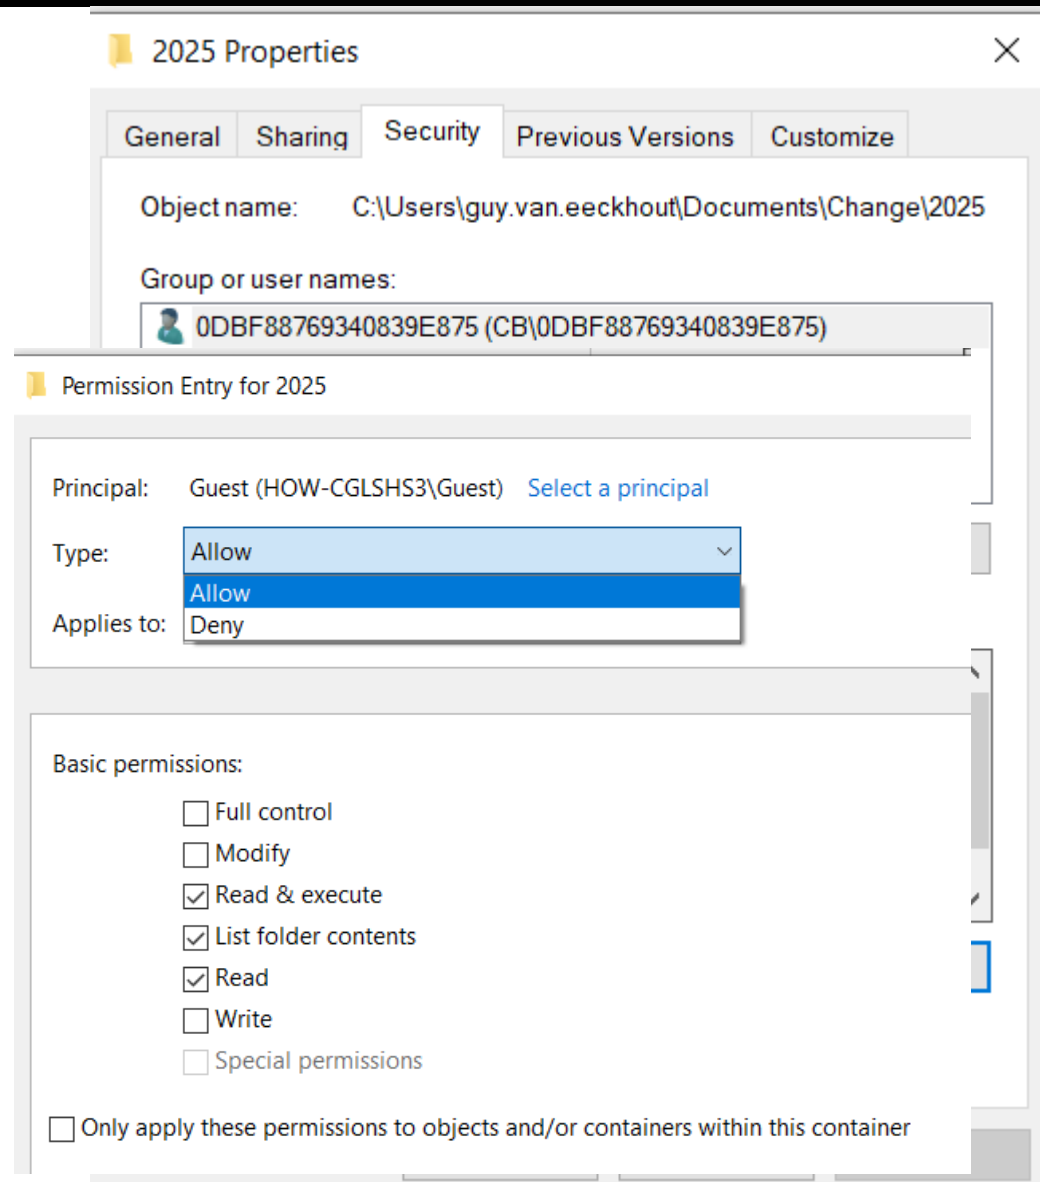 2025 Properties
General Sharing Security Previous Versions Customize
Object name: C:\Users\guy.van.eeckhout\Documents\Change\2025
Group or user names:
0DBF88769340839E875 (CB\0DBF88769340839E875)
Permission Entry for 2025
Principal: Guest (HOW-CGLSHS3\Guest) Select a principal
Type: Allow
Allow
Applies to: Deny
Basic permissions:
Full control
Modify
Read & execute
List folder contents
Read
Write
Special permissions
Only apply these permissions to objects and/or containers within this container